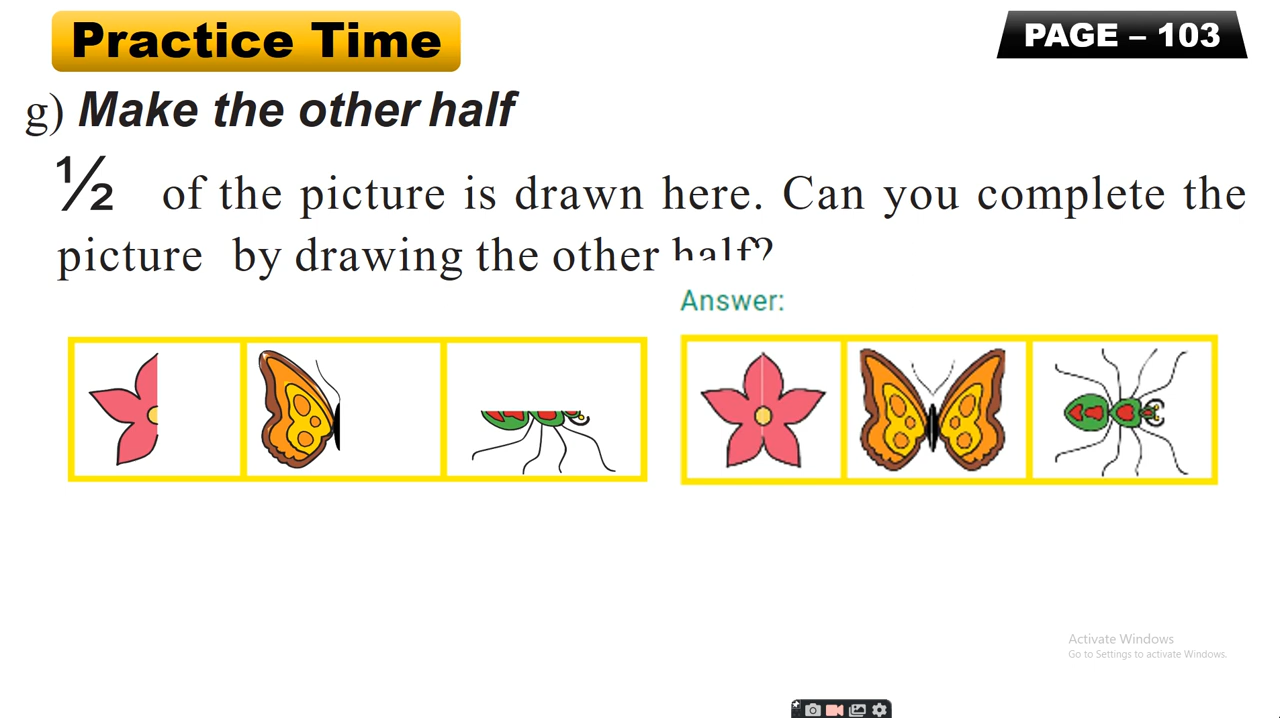 Practice Time
PAGE – 103
g) Make the other half
½ of the picture is drawn here. Can you complete the
picture by drawing the other half?
Answer:
Activate Windows
Go to Settings to activate Windows.